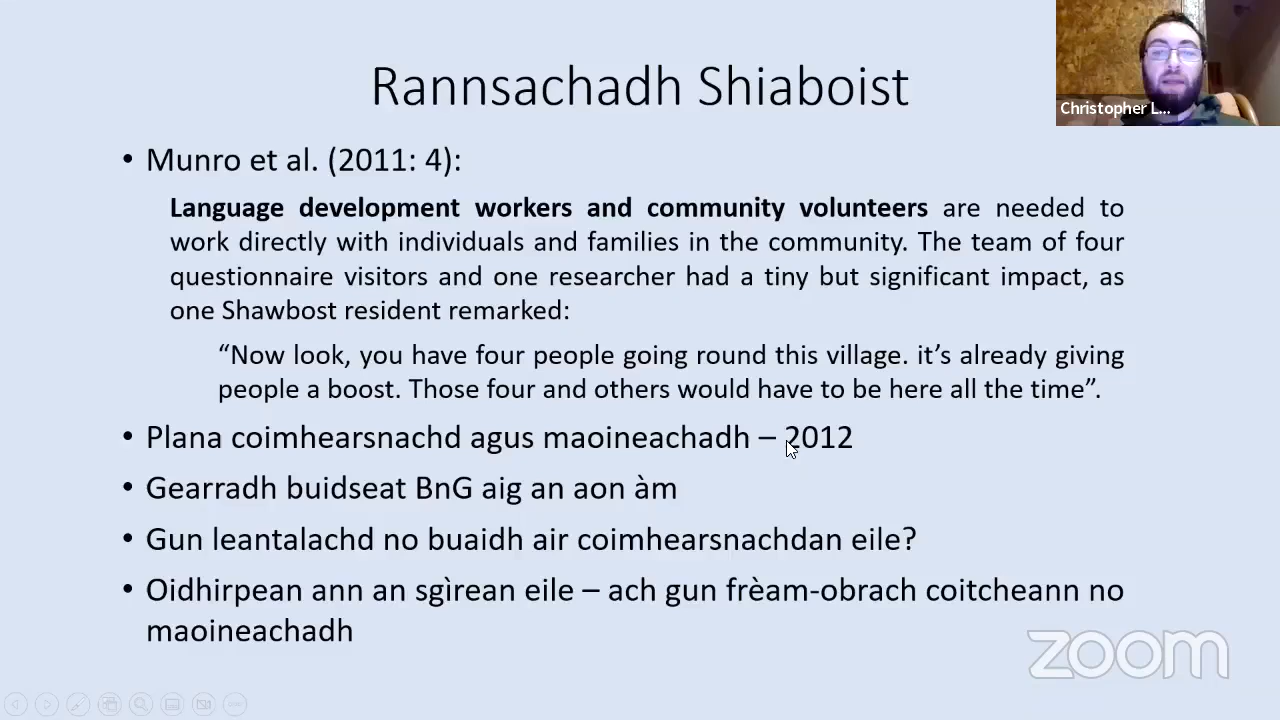 Rannsachadh Shiaboist
Christopher L...
• Munro et al. (2011: 4):
Language development workers and community volunteers are needed to
work directly with individuals and families in the community. The team of four
questionnaire visitors and one researcher had a tiny but significant impact, as
one Shawbost resident remarked:
“Now look, you have four people going round this village. it’s already giving
people a boost. Those four and others would have to be here all the time”.
• Plana coimhearsnachd agus maoineachadh – 2012
• Gearradh buidseat BnG aig an aon àm
• Gun leantalachd no buaidh air coimhearsnachdan eile?
• Oidhirpean ann an sgìrean eile – ach gun frèam-obrach coitcheann no
maoineachadh
zoom